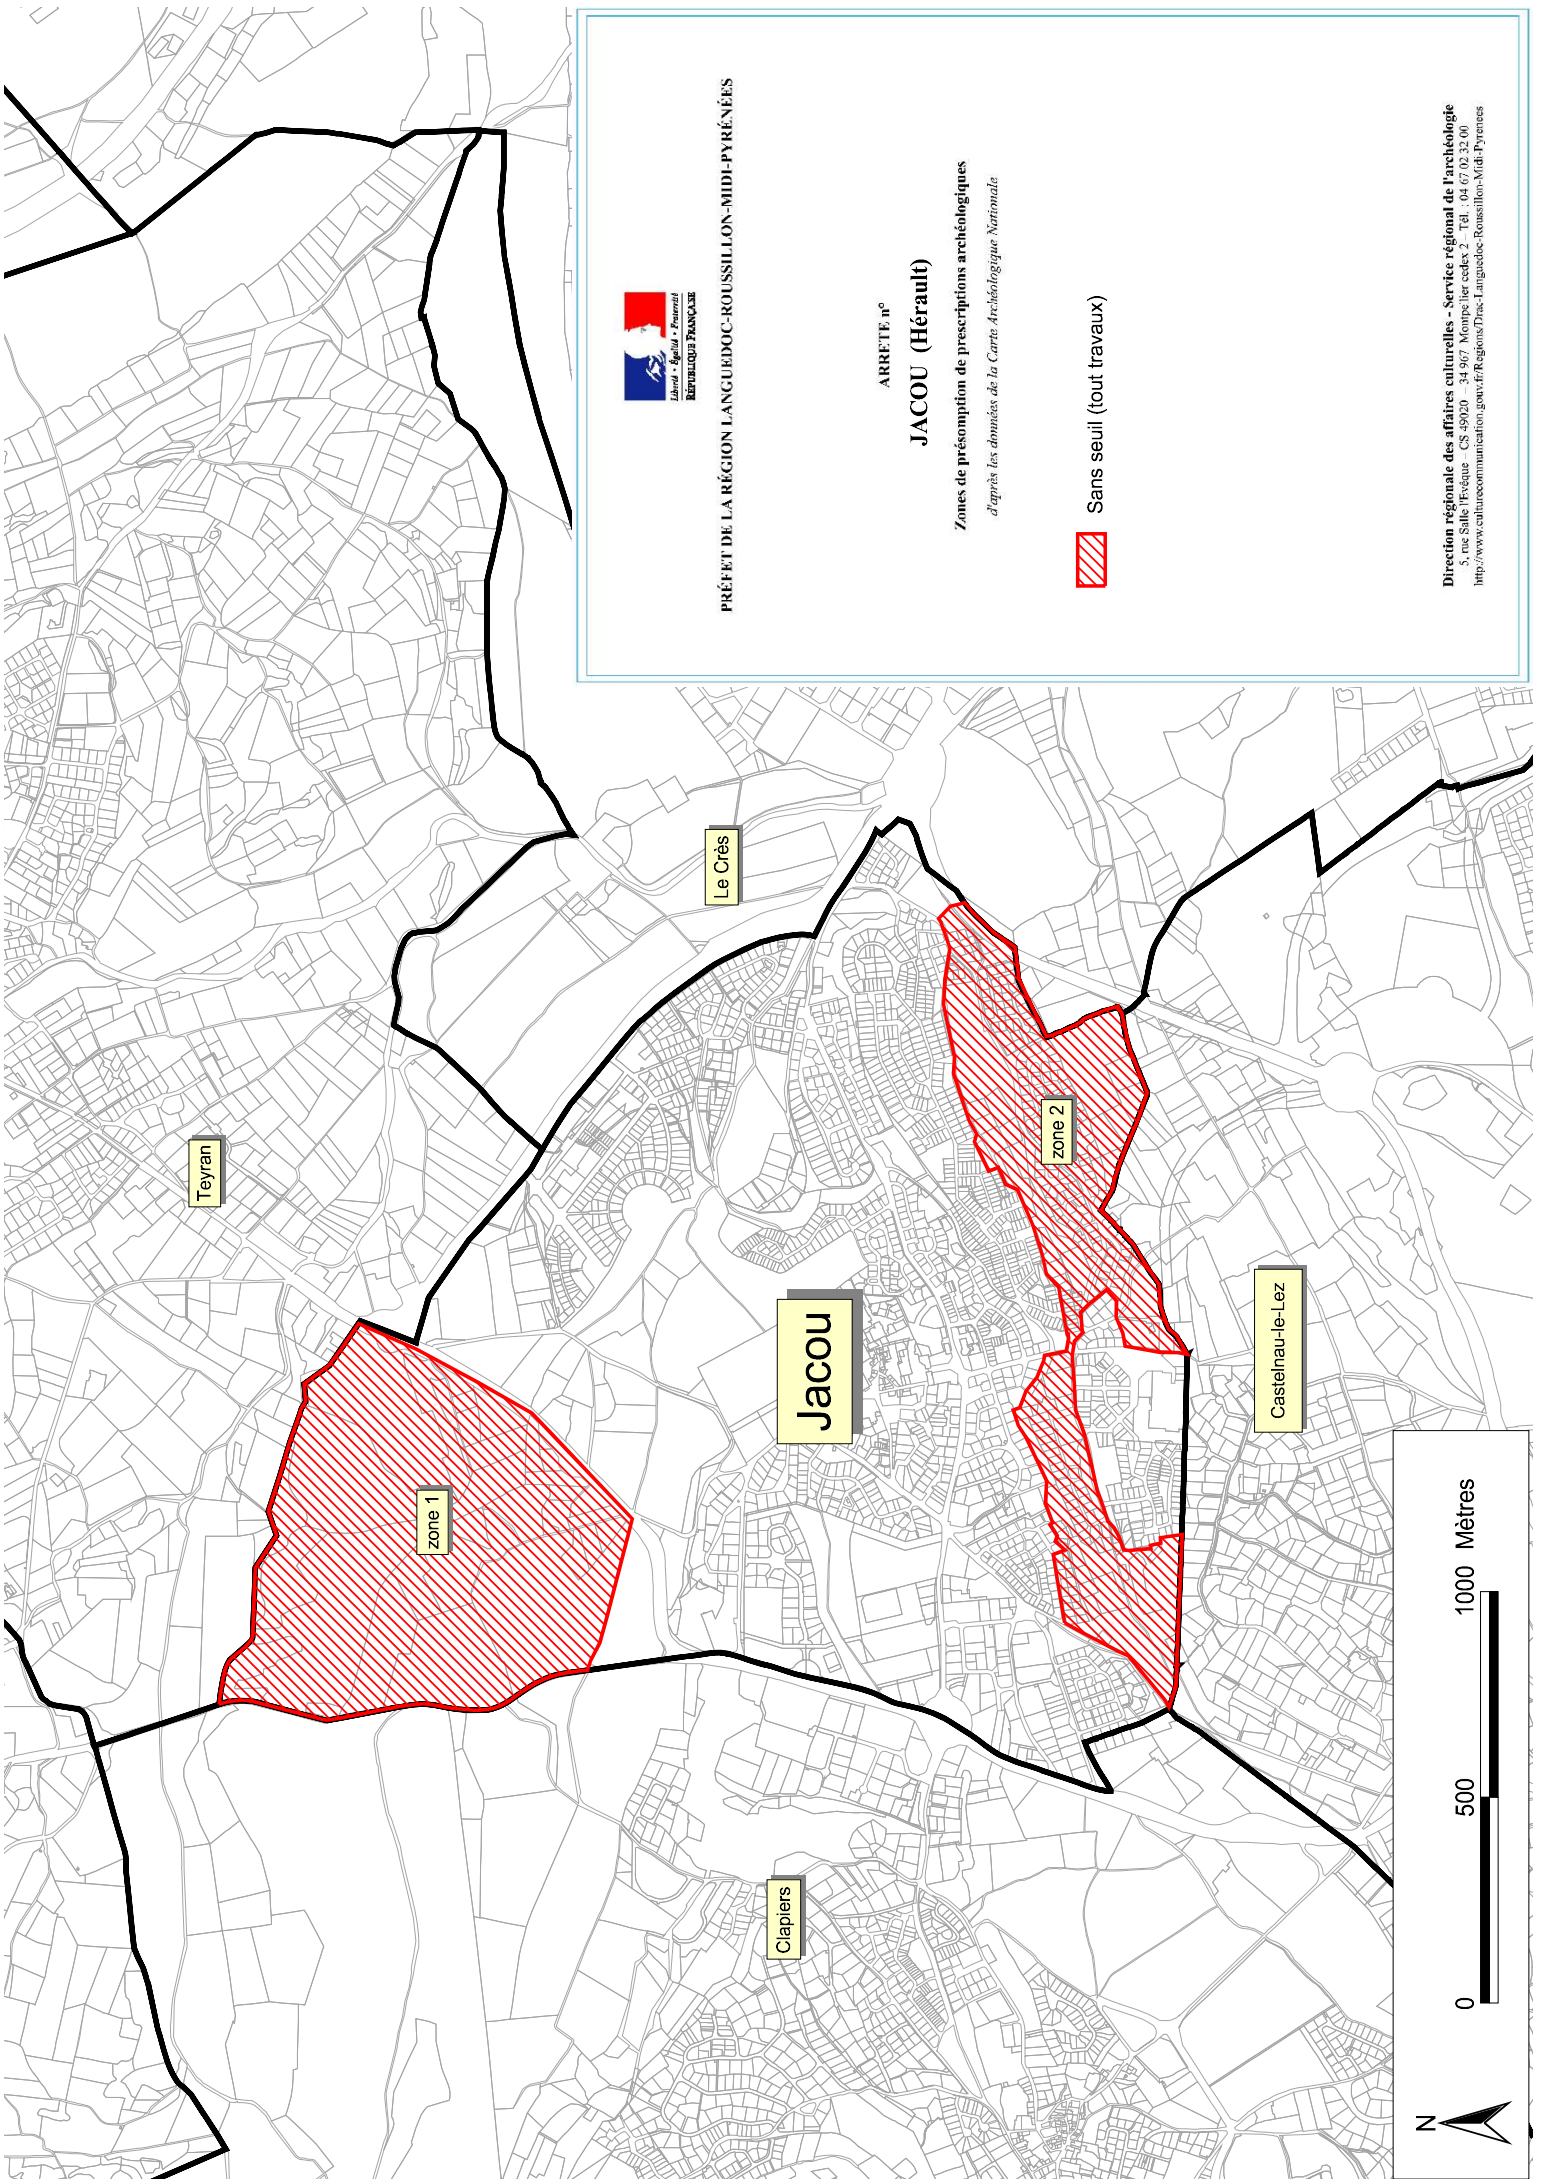 Liberté • Égalité • Fraternité
RÉPUBLIQUE FRANÇAISE
PRÉFET DE LA RÉGION LANGUEDOC-ROUSSILLON-MIDI-PYRÉNÉES
ARRETE n°
JACOU (Hérault)
Zones de présomption de prescriptions archéologiques
d'après les données de la Carte Archéologique Nationale
Sans seuil (tout travaux)
Direction régionale des affaires culturelles - Service régional de l'archéologie
5, rue Salle l'Evêque – CS 49020 – 34 967 Montpellier cedex 2 – Tél. : 04 67 02 32 00
http://www.culturecommunication.gouv.fr/Regions/Drac-Languedoc-Roussillon-Midi-Pyrenees
Teyran
Le Crès
zone 1
Jacou
zone 2
Clapiers
Castelnau-le-Lez
N
0 500 1000 Mètres